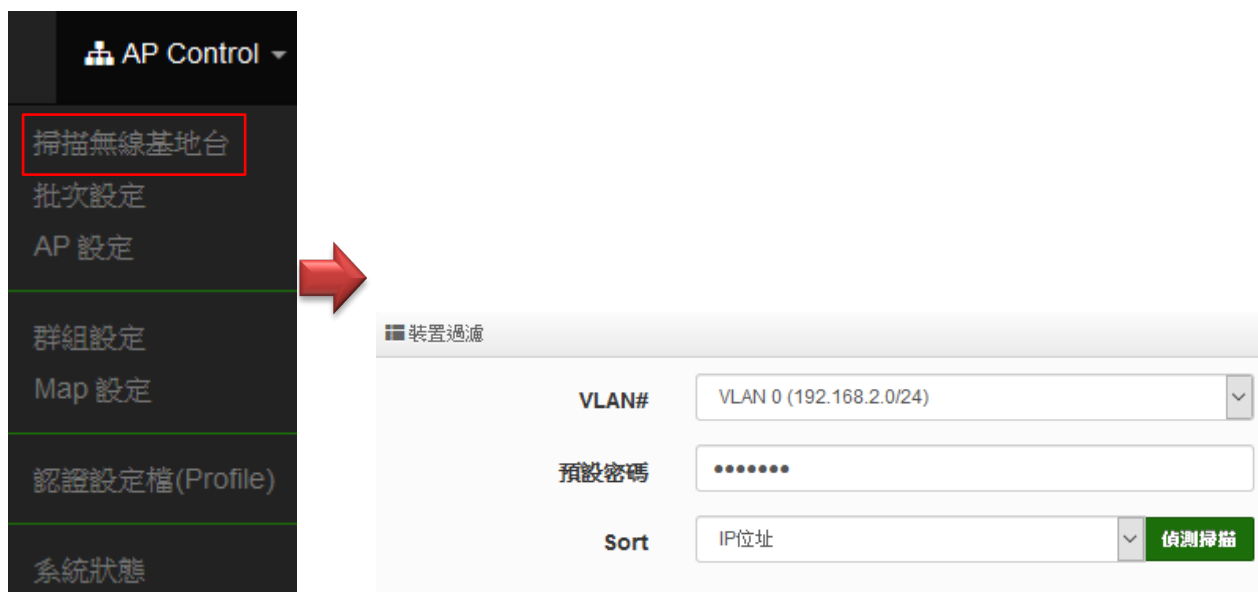 AP Control
掃描無線基地台
批次設定
AP 設定
群組設定
Map 設定
認證設定檔(Profile)
系統狀態
裝置過濾
VLAN#
VLAN 0 (192.168.2.0/24)
預設密碼
•••••••
Sort
IP位址
偵測掃描